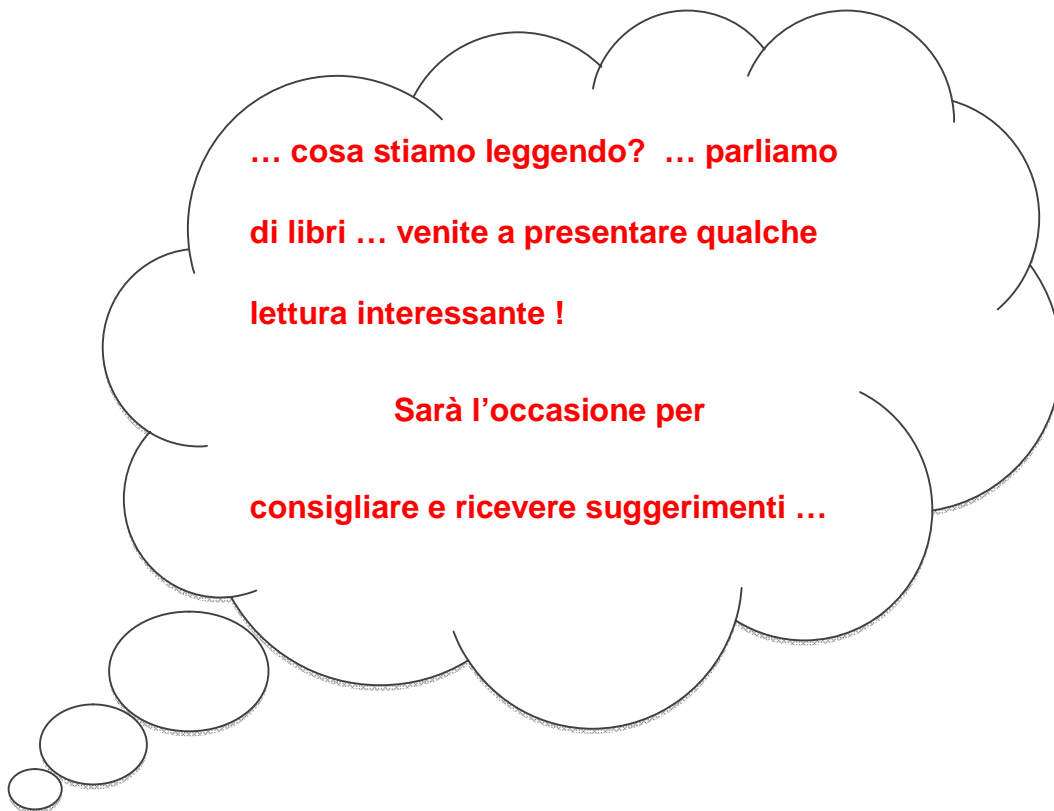 … cosa stiamo leggendo?  … parliamo
di libri … venite a presentare qualche
lettura interessante !
Sarà l’occasione per
consigliare e ricevere suggerimenti …